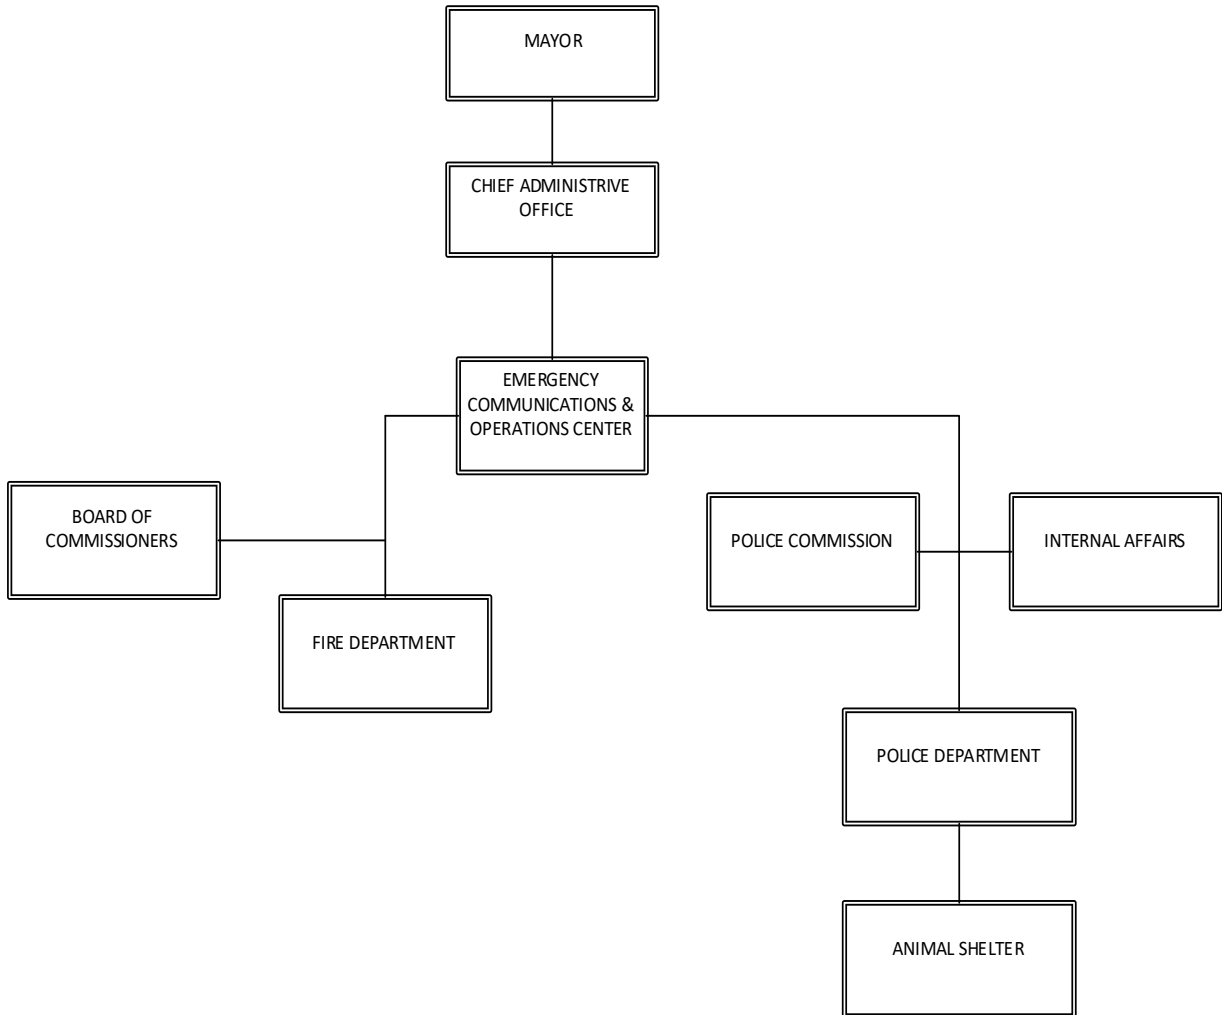 MAYOR
CHIEF ADMINISTRIVE
OFFICE
EMERGENCY
COMMUNICATIONS &
OPERATIONS CENTER
BOARD OF
COMMISSIONERS
POLICE COMMISSION
INTERNAL AFFAIRS
FIRE DEPARTMENT
POLICE DEPARTMENT
ANIMAL SHELTER